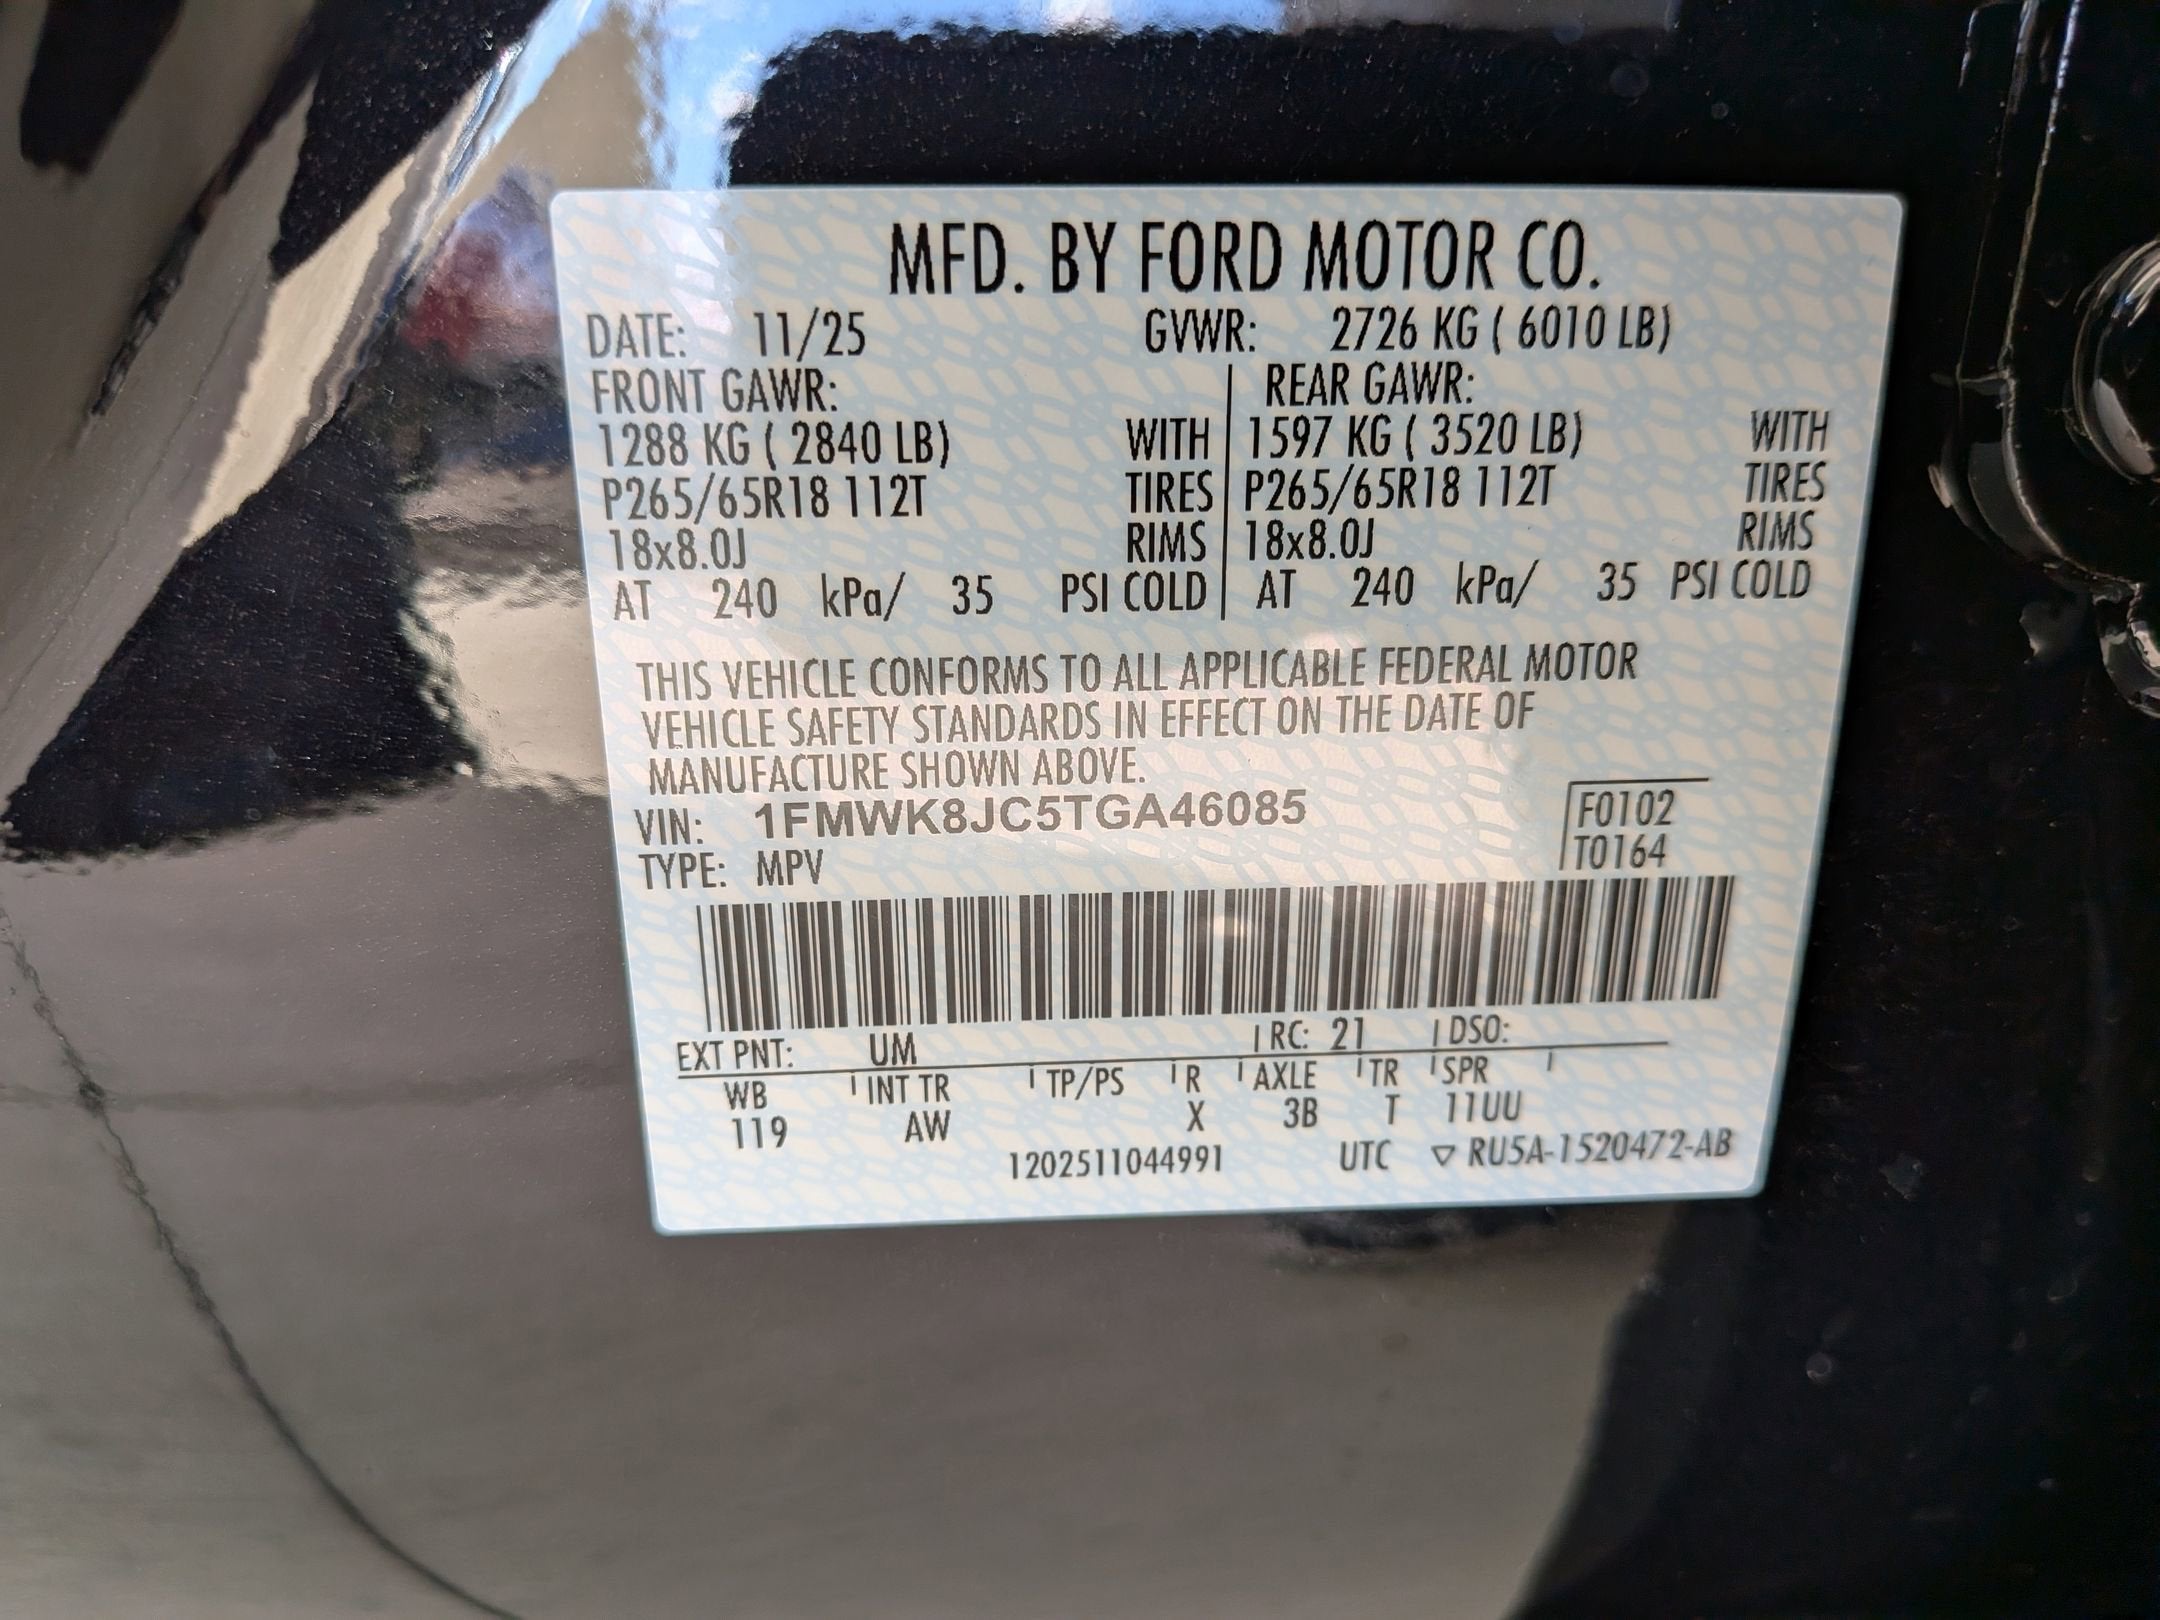 MFD. BY FORD MOTOR CO.
DATE: 11/25 GVWR: 2726 KG ( 6010 LB)
FRONT GAWR: REAR GAWR:
1288 KG ( 2840 LB) WITH 1597 KG ( 3520 LB) WITH
P265/65R18 112T TIRES P265/65R18 112T TIRES
18x8.0J RIMS 18x8.0J RIMS
AT 240 kPa/ 35 PSI COLD AT 240 kPa/ 35 PSI COLD
THIS VEHICLE CONFORMS TO ALL APPLICABLE FEDERAL MOTOR
VEHICLE SAFETY STANDARDS IN EFFECT ON THE DATE OF
MANUFACTURE SHOWN ABOVE.
VIN: 1FMWK8JC5TGA46085 F0102
TYPE: MPV T0164
EXT PNT: UM RC: 21 DSO:
WB INT TR TP/PS R AXLE TR SPR
119 AW X 3B T 11UU
1202511044991 UTC ▽ RU5A-1520472-AB